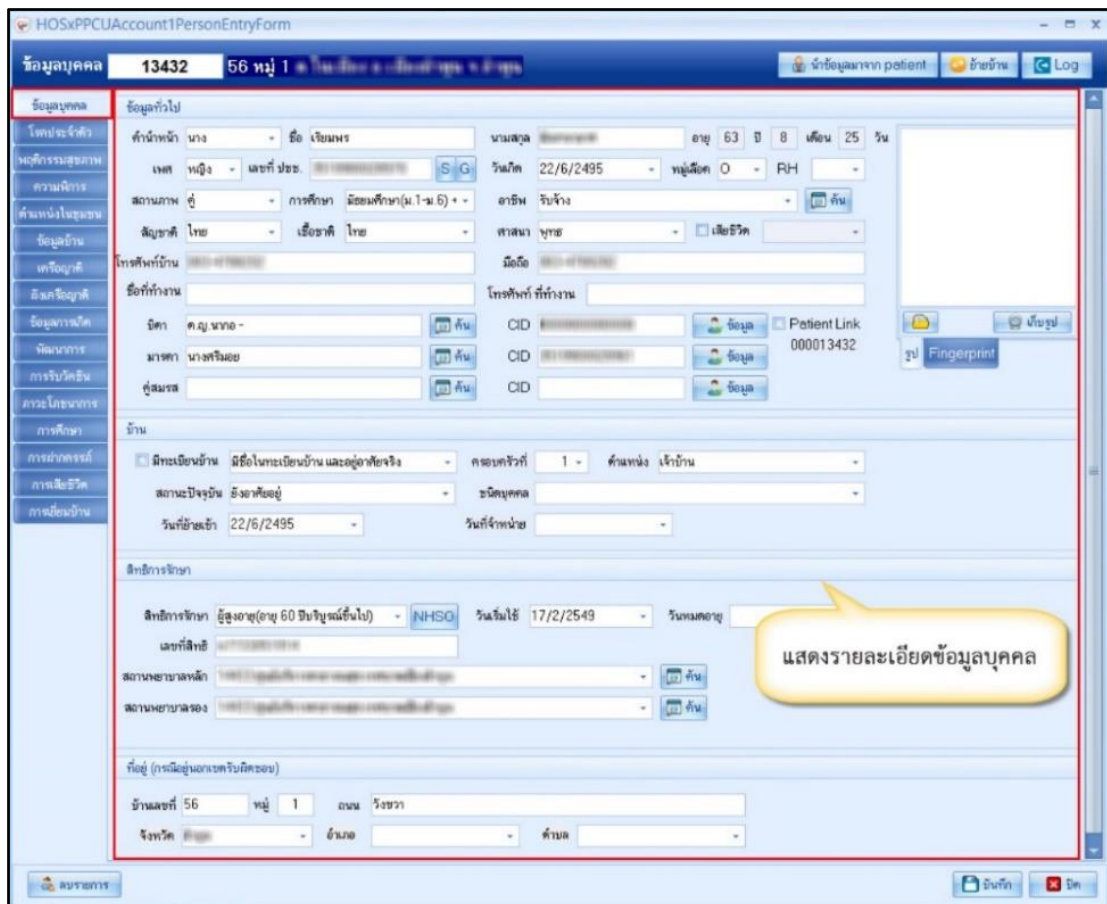 HOSxPPCUAccount1PersonEntryForm
ข้อมูลบุคคล 13432 56 หมู่ 1 นำข้อมูลมาจาก patient ย้ายบ้าน Log
ข้อมูลบุคคล
โรคประจำตัว
พฤติกรรมสุขภาพ
ความพิการ
ตำแหน่งในชุมชน
ข้อมูลบ้าน
เครือญาติ
ผังเครือญาติ
ข้อมูลการเกิด
พัฒนาการ
การรับวัคซีน
ภาวะโภชนาการ
การศึกษา
การฝากครรภ์
การเสียชีวิต
การเยี่ยมบ้าน
ข้อมูลทั่วไป
คำนำหน้า นาง ชื่อ เรียมพร นามสกุล อายุ 63 ปี 8 เดือน 25 วัน
เพศ หญิง เลขที่ ปชช. S G วันเกิด 22/6/2495 หมู่เลือด O RH
สถานภาพ คู่ การศึกษา มัธยมศึกษา(ม.1-ม.6) อาชีพ รับจ้าง ค้น
สัญชาติ ไทย เชื้อชาติ ไทย ศาสนา พุทธ เสียชีวิต
โทรศัพท์บ้าน มือถือ
ชื่อที่ทำงาน โทรศัพท์ ที่ทำงาน
บิดา ค้น CID ข้อมูล Patient Link
000013432
มารดา ค้น CID ข้อมูล
คู่สมรส ค้น CID ข้อมูล
เก็บรูป
รูป Fingerprint
บ้าน
มีทะเบียนบ้าน มีชื่อในทะเบียนบ้าน และอยู่อาศัยจริง ครอบครัวที่ 1 ตำแหน่ง เจ้าบ้าน
สถานะปัจจุบัน ยังอาศัยอยู่ ชนิดบุคคล
วันที่ย้ายเข้า 22/6/2495 วันที่จำหน่าย
สิทธิการรักษา
สิทธิการรักษา ผู้สูงอายุ(อายุ 60 ปีบริบูรณ์ขึ้นไป) NHSO วันเริ่มใช้ 17/2/2549 วันหมดอายุ
เลขที่สิทธิ
สถานพยาบาลหลัก ค้น
สถานพยาบาลรอง ค้น
แสดงรายละเอียดข้อมูลบุคคล
ที่อยู่ (กรณีอยู่นอกเขตรับผิดชอบ)
บ้านเลขที่ 56 หมู่ 1 ถนน วังขวา
จังหวัด อำเภอ ตำบล
ลบรายการ บันทึก ปิด